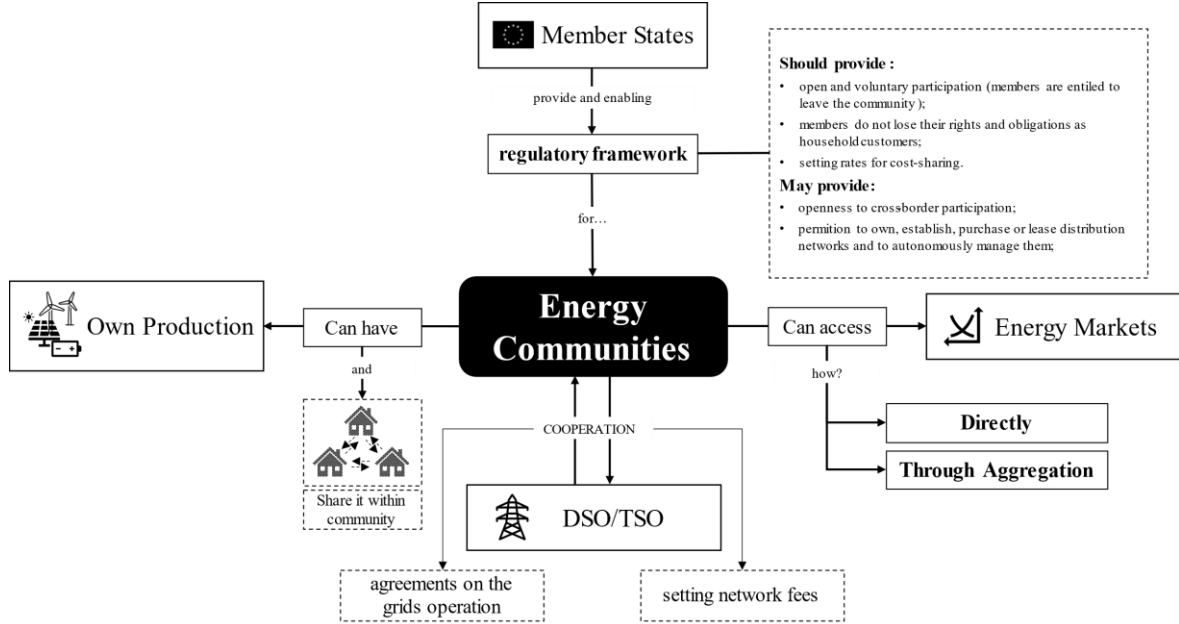 Member States
provide and enabling
regulatory framework
for…
Should provide :
• open and voluntary participation (members are entiled to
leave the community);
• members do not lose their rights and obligations as
household customers;
• setting rates for cost-sharing.
May provide:
• openness to cross-border participation;
• permition to own, establish, purchase or lease distribution
networks and to autonomously manage them;
Own Production
Can have
Energy
Communities
Can access
Energy Markets
and
Share it within
community
how?
Directly
Through Aggregation
COOPERATION
DSO/TSO
agreements on the
grids operation
setting network fees